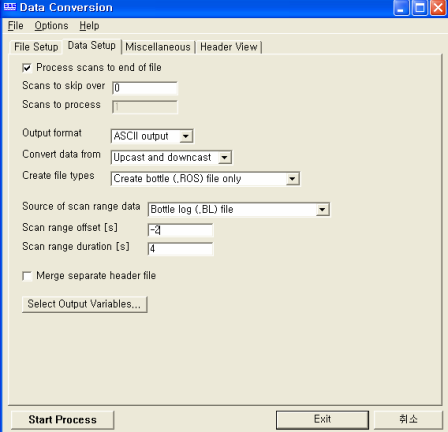 Data Conversion
File Options Help
File Setup Data Setup Miscellaneous Header View
Process scans to end of file
Scans to skip over 0
Scans to process 1
Output format ASCII output
Convert data from Upcast and downcast
Create file types Create bottle (.ROS) file only
Source of scan range data Bottle log (.BL) file
Scan range offset [s] -2
Scan range duration [s] 4
Merge separate header file
Select Output Variables...
Start Process Exit 취소